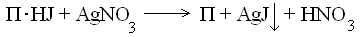 П·HJ + AgNO₃ ⟶ П + AgJ↓ + HNO₃